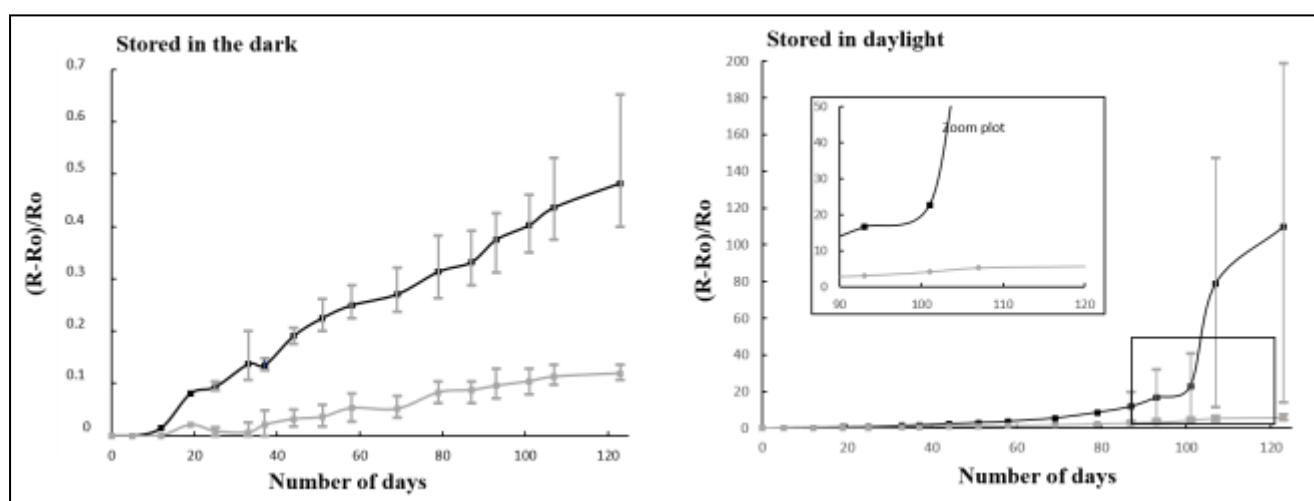 Stored in the dark
0.7
0.6
0.5
0.4
0.3
0.2
0.1
0
(R-Ro)/Ro
0 20 40 60 80 100 120
Number of days
Stored in daylight
200
180
160
140
120
100
80
60
40
20
0
(R-Ro)/Ro
0 20 40 60 80 100 120
Number of days
Zoom plot
50
40
30
20
10
0
90 100 110 120